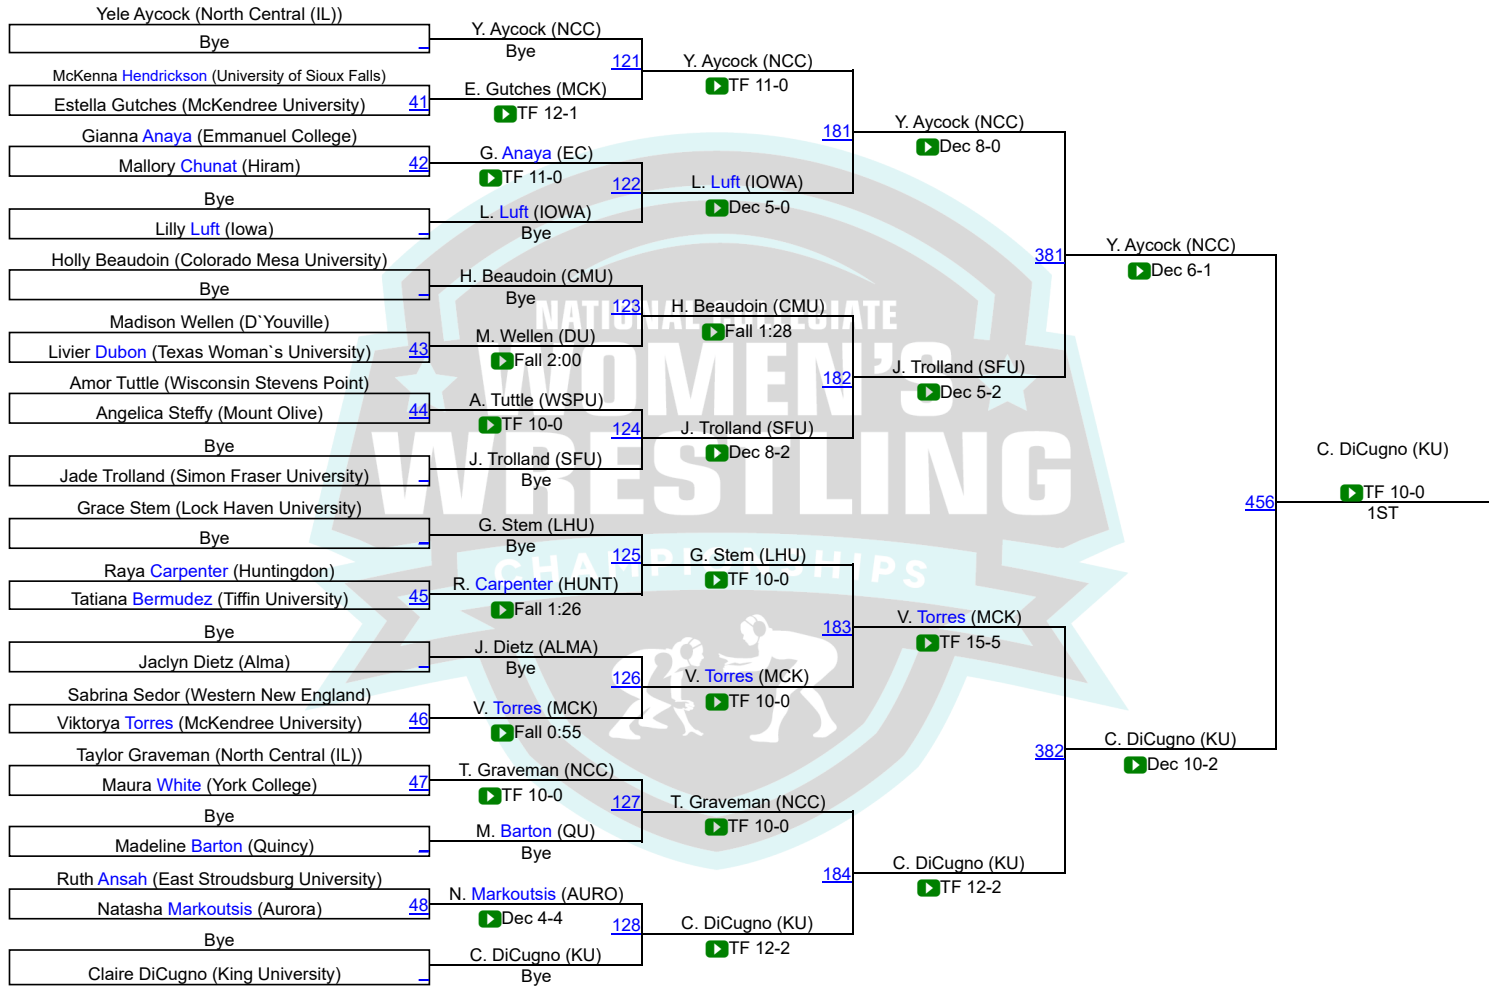 Yele Aycock (North Central (IL))
Bye
Y. Aycock (NCC)
Bye
121
McKenna Hendrickson (University of Sioux Falls)
Estella Gutches (McKendree University) 41
E. Gutches (MCK)
TF 12-1
Y. Aycock (NCC)
TF 11-0
181
Gianna Anaya (Emmanuel College)
Mallory Chunat (Hiram) 42
G. Anaya (EC)
TF 11-0
122
Bye
Lilly Luft (Iowa)
L. Luft (IOWA)
Bye
L. Luft (IOWA)
Dec 5-0
Y. Aycock (NCC)
Dec 8-0
381
Holly Beaudoin (Colorado Mesa University)
Bye
H. Beaudoin (CMU)
Bye
123
Madison Wellen (D`Youville)
Livier Dubon (Texas Woman`s University) 43
M. Wellen (DU)
Fall 2:00
H. Beaudoin (CMU)
Fall 1:28
182
Amor Tuttle (Wisconsin Stevens Point)
Angelica Steffy (Mount Olive) 44
A. Tuttle (WSPU)
TF 10-0
124
Bye
Jade Trolland (Simon Fraser University)
J. Trolland (SFU)
Bye
J. Trolland (SFU)
Dec 8-2
J. Trolland (SFU)
Dec 5-2
Y. Aycock (NCC)
Dec 6-1
456
Grace Stem (Lock Haven University)
Bye
G. Stem (LHU)
Bye
125
Raya Carpenter (Huntingdon)
Tatiana Bermudez (Tiffin University) 45
R. Carpenter (HUNT)
Fall 1:26
G. Stem (LHU)
TF 10-0
183
Bye
Jaclyn Dietz (Alma)
J. Dietz (ALMA)
Bye
126
Sabrina Sedor (Western New England)
Viktorya Torres (McKendree University) 46
V. Torres (MCK)
Fall 0:55
V. Torres (MCK)
TF 10-0
V. Torres (MCK)
TF 15-5
382
Taylor Graveman (North Central (IL))
Maura White (York College) 47
T. Graveman (NCC)
TF 10-0
127
Bye
Madeline Barton (Quincy)
M. Barton (QU)
Bye
T. Graveman (NCC)
TF 10-0
184
Ruth Ansah (East Stroudsburg University)
Natasha Markoutsis (Aurora) 48
N. Markoutsis (AURO)
Dec 4-4
128
Bye
Claire DiCugno (King University)
C. DiCugno (KU)
Bye
C. DiCugno (KU)
TF 12-2
C. DiCugno (KU)
TF 12-2
C. DiCugno (KU)
Dec 10-2
C. DiCugno (KU)
TF 10-0
1ST
NATIONAL COLLEGIATE
WOMEN'S
WRESTLING
CHAMPIONSHIPS